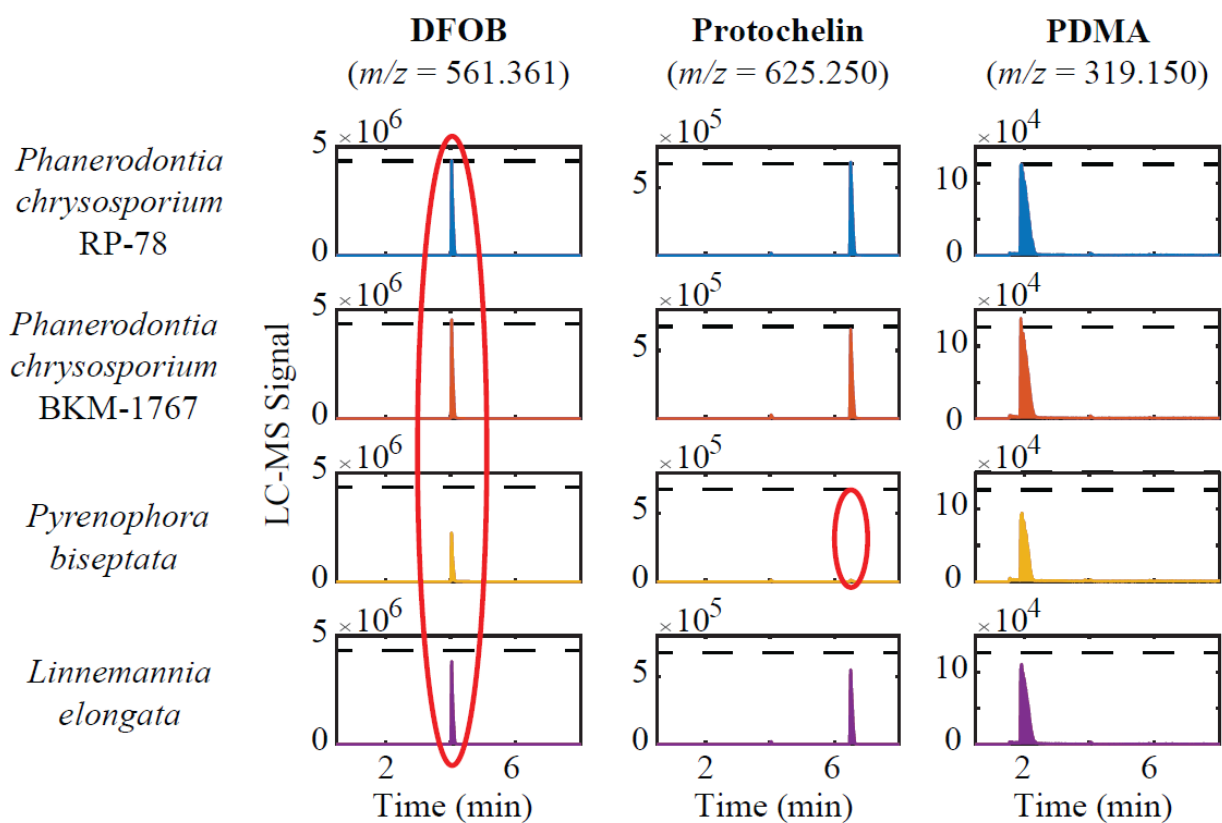 DFOB
(m/z = 561.361)
Protochelin
(m/z = 625.250)
PDMA
(m/z = 319.150)
Phanerodontia
chrysosporium
RP-78
5 ×10⁶
0
×10⁵
5
0
×10⁴
10
0
Phanerodontia
chrysosporium
BKM-1767
5 ×10⁶
0
×10⁵
5
0
×10⁴
10
0
LC-MS Signal
Pyrenophora
biseptata
5 ×10⁶
0
×10⁵
5
0
×10⁴
10
0
Linnemannia
elongata
5 ×10⁶
0
×10⁵
5
0
×10⁴
10
0
2 6
Time (min)
2 6
Time (min)
2 6
Time (min)